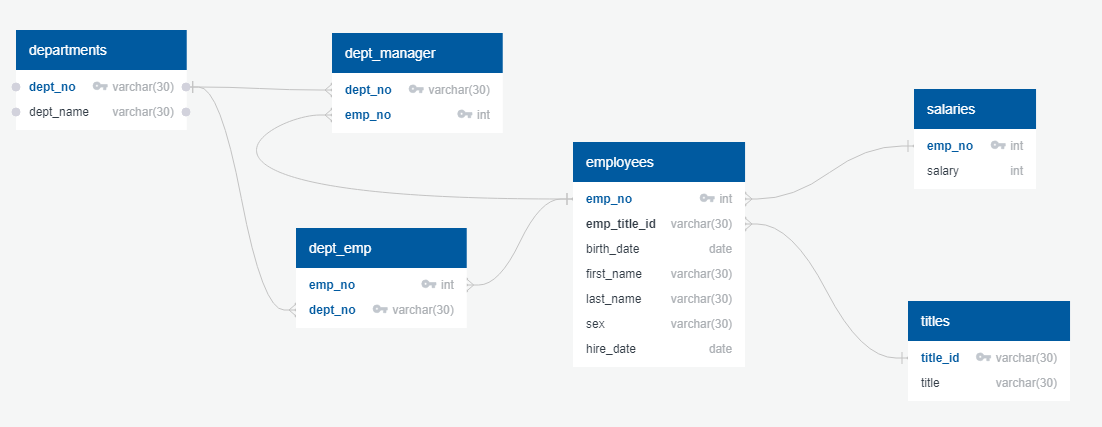 departments
dept_no varchar(30)
dept_name varchar(30)
dept_manager
dept_no varchar(30)
emp_no int
dept_emp
emp_no int
dept_no varchar(30)
employees
emp_no int
emp_title_id varchar(30)
birth_date date
first_name varchar(30)
last_name varchar(30)
sex varchar(30)
hire_date date
salaries
emp_no int
salary int
titles
title_id varchar(30)
title varchar(30)